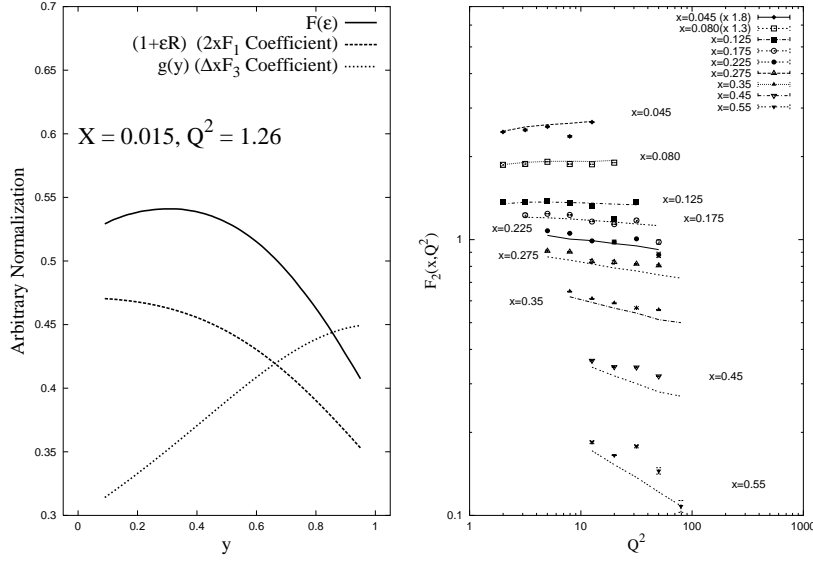 0.7
0.65
0.6
0.55
0.5
0.45
0.4
0.35
0.3
Arbitrary Normalization
F(ε)
(1+εR) (2xF₁ Coefficient)
g(y) (ΔxF₃ Coefficient)
X = 0.015, Q² = 1.26
0 0.2 0.4 0.6 0.8 1
y
1
0.1
F₂(x,Q²)
x=0.045 (x 1.8)
x=0.080(x 1.3)
x=0.125
x=0.175
x=0.225
x=0.275
x=0.35
x=0.45
x=0.55
x=0.045
x=0.080
x=0.125
x=0.175
x=0.225
x=0.275
x=0.35
x=0.45
x=0.55
1 10 100 1000
Q²